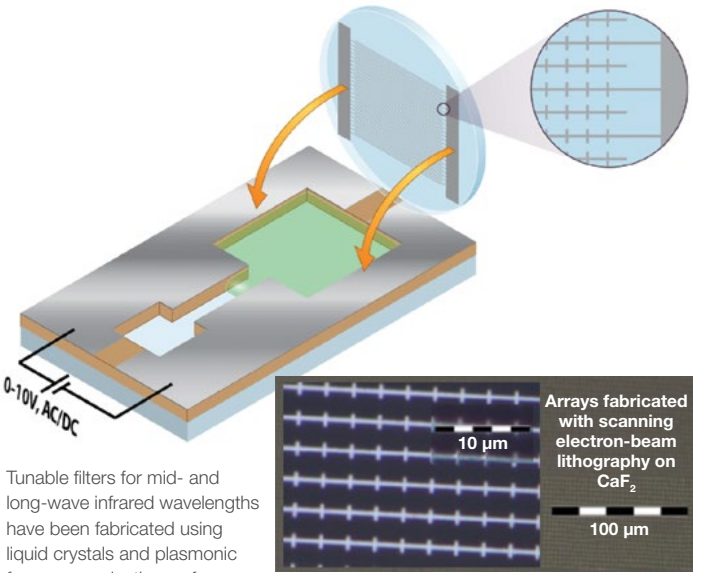 0-10V, AC/DC
10 µm
Arrays fabricated
with scanning
electron-beam
lithography on
CaF₂
100 µm
Tunable filters for mid- and
long-wave infrared wavelengths
have been fabricated using
liquid crystals and plasmonic